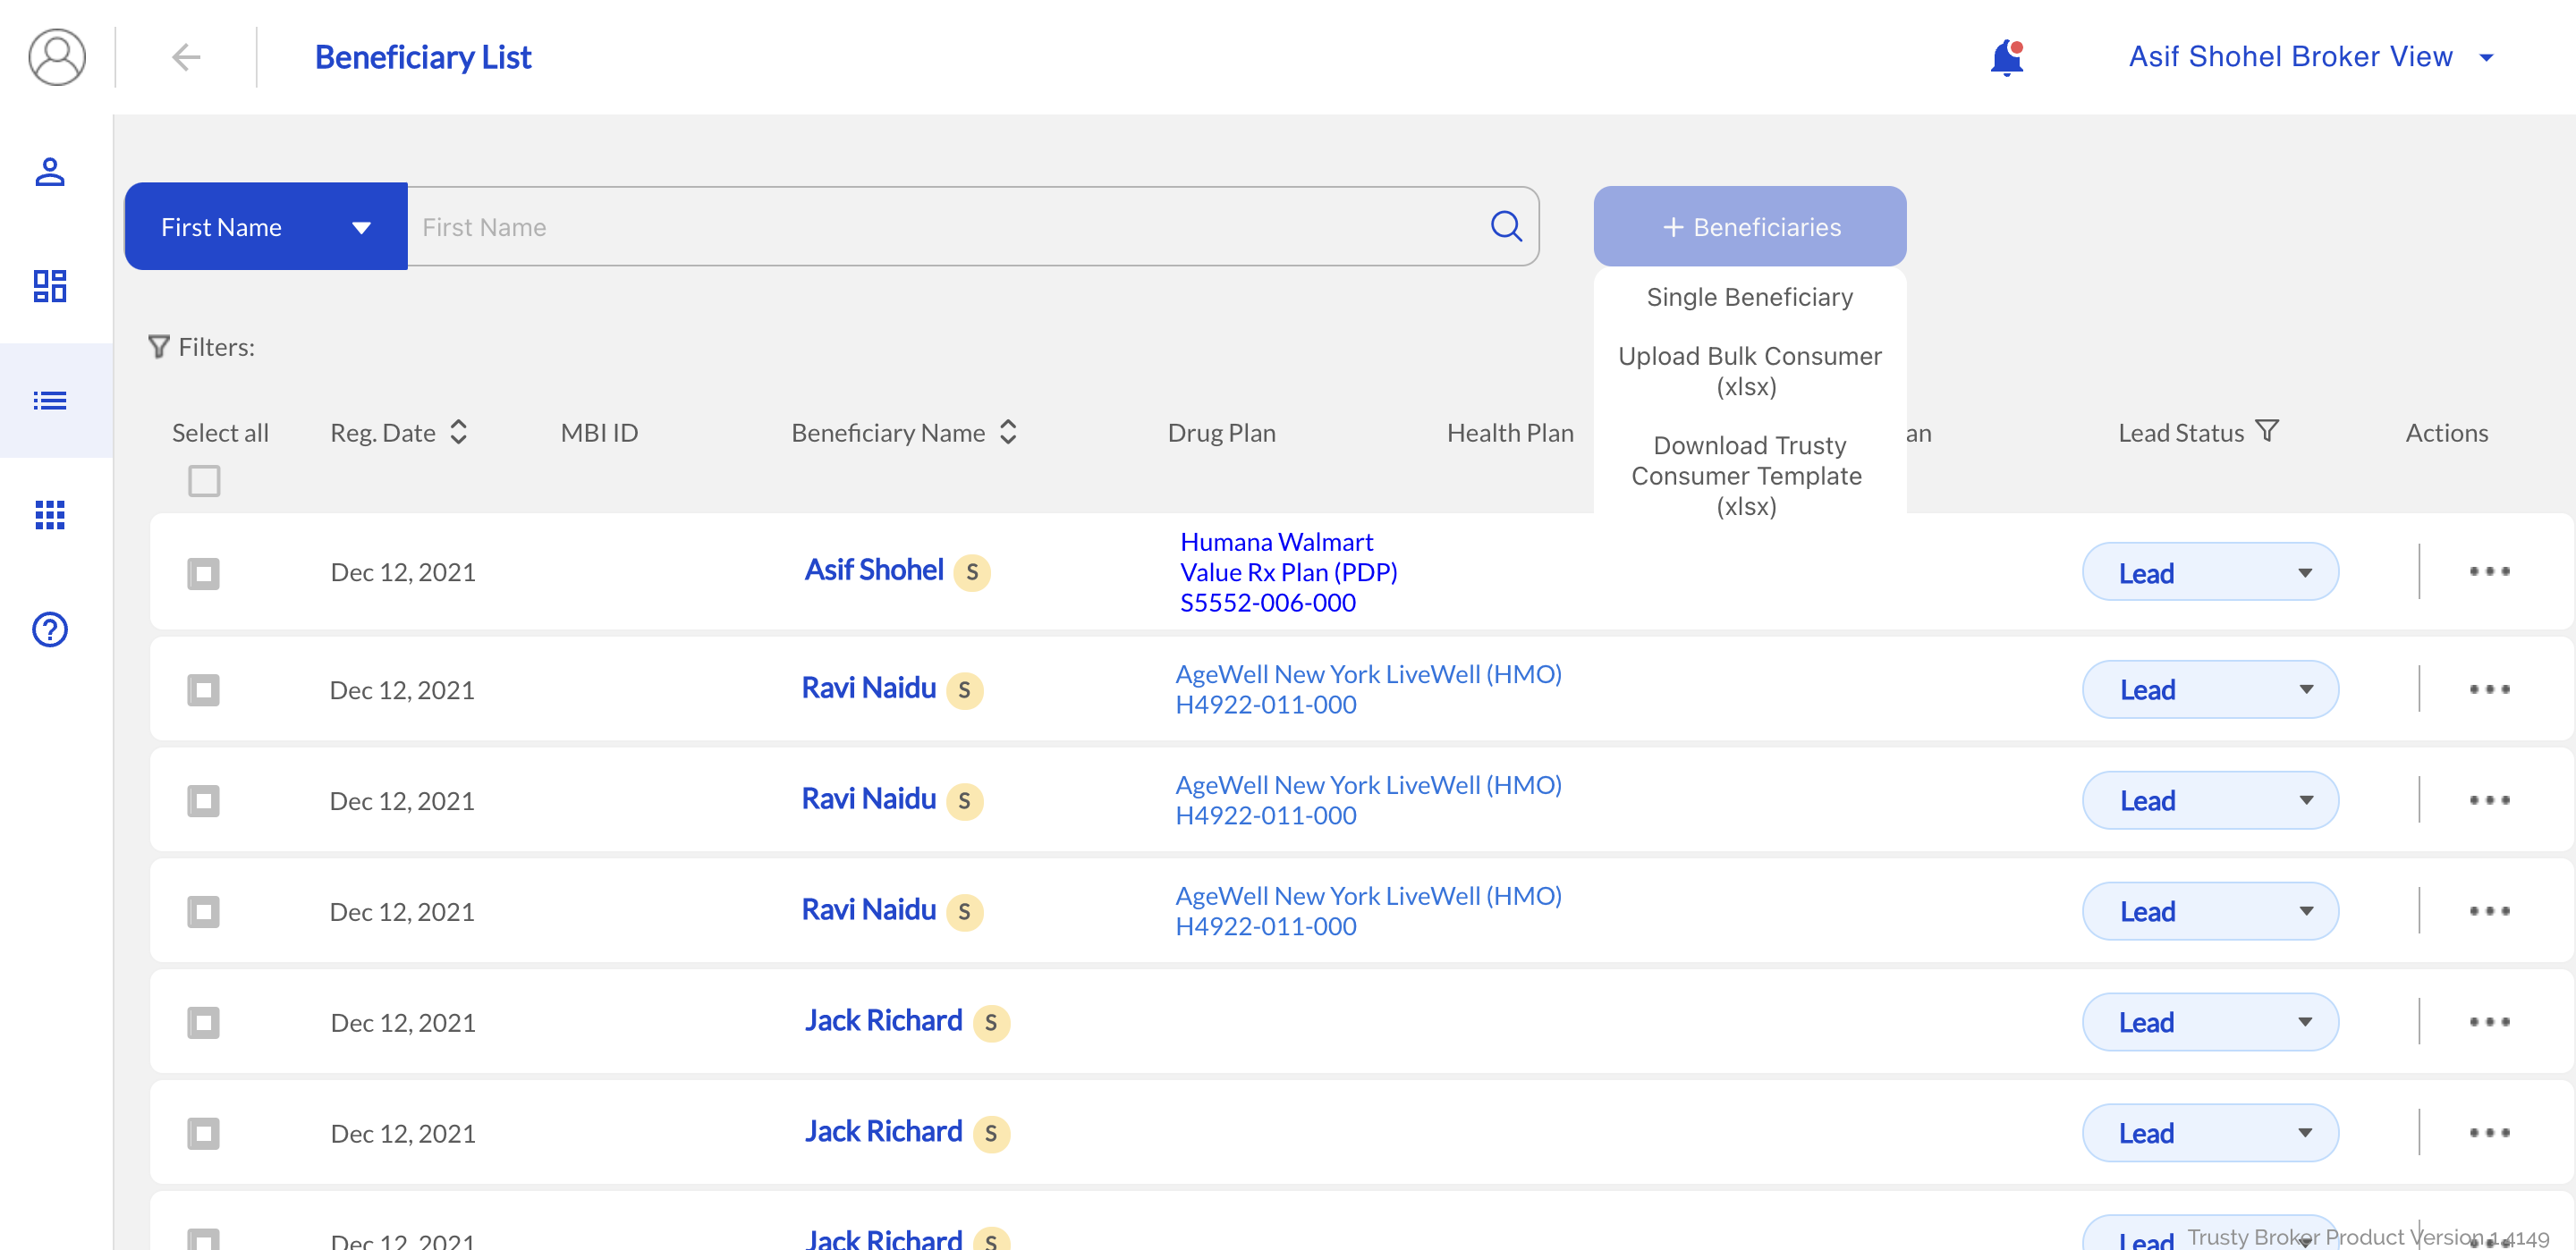 Beneficiary List
Asif Shohel Broker View
First Name
First Name
+ Beneficiaries
Single Beneficiary
Upload Bulk Consumer
(xlsx)
Download Trusty
Consumer Template
(xlsx)
Filters:
Select all
Reg. Date
MBI ID
Beneficiary Name
Drug Plan
Health Plan
an
Lead Status
Actions
Dec 12, 2021
Asif Shohel S
Humana Walmart
Value Rx Plan (PDP)
S5552-006-000
Lead
Dec 12, 2021
Ravi Naidu S
AgeWell New York LiveWell (HMO)
H4922-011-000
Lead
Dec 12, 2021
Ravi Naidu S
AgeWell New York LiveWell (HMO)
H4922-011-000
Lead
Dec 12, 2021
Ravi Naidu S
AgeWell New York LiveWell (HMO)
H4922-011-000
Lead
Dec 12, 2021
Jack Richard S
Lead
Dec 12, 2021
Jack Richard S
Lead
Dec 12, 2021
Jack Richard S
Lead
Trusty Broker Product Version 1.4149